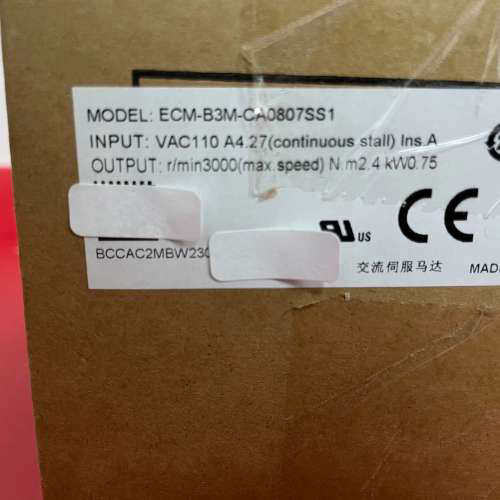 MODEL: ECM-B3M-CA0807SS1
INPUT: VAC110 A4.27(continuous stall) Ins.A
OUTPUT: r/min3000(max.speed) N.m2.4 kW0.75
US
CE
BCCAC2MBW230
交流伺服马达 MAD